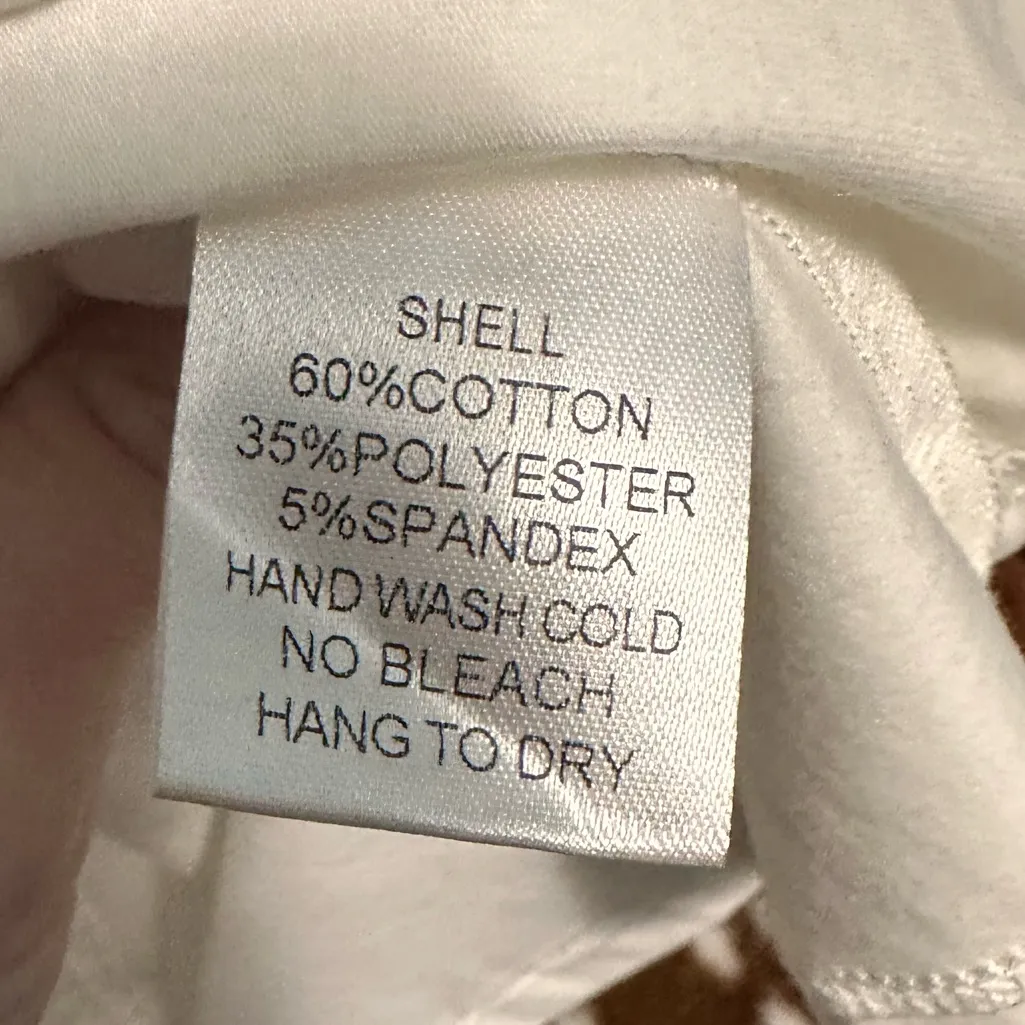 SHELL
60%COTTON
35%POLYESTER
5%SPANDEX
HAND WASH COLD
NO BLEACH
HANG TO DRY